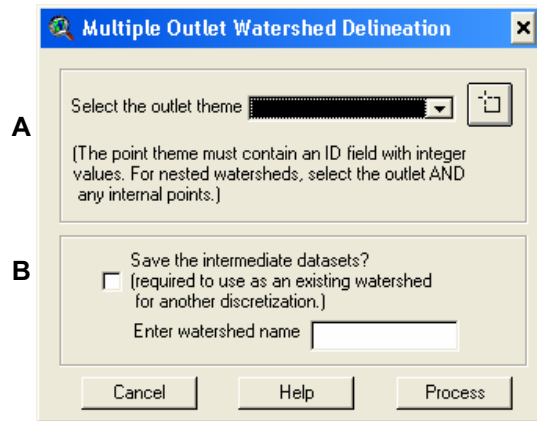 Multiple Outlet Watershed Delineation
A
Select the outlet theme
(The point theme must contain an ID field with integer
values. For nested watersheds, select the outlet AND
any internal points.)
B
Save the intermediate datasets?
(required to use as an existing watershed
for another discretization.)
Enter watershed name
Cancel Help Process